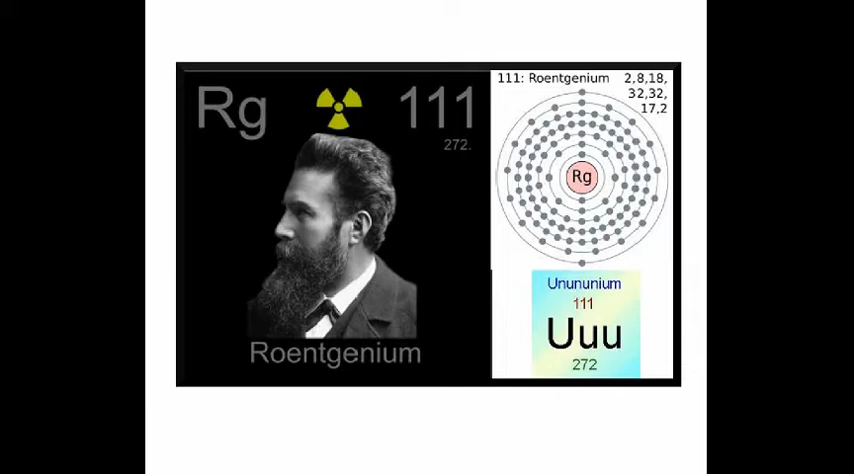 Rg 111
272.
Roentgenium
111: Roentgenium 2,8,18,
32,32,
17,2
Rg
Unununium
111
Uuu
272